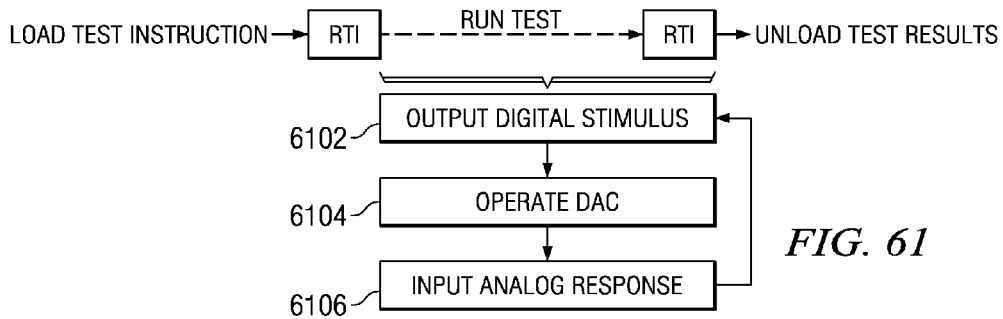 LOAD TEST INSTRUCTION
RTI
RUN TEST
RTI
UNLOAD TEST RESULTS
6102
OUTPUT DIGITAL STIMULUS
6104
OPERATE DAC
6106
INPUT ANALOG RESPONSE
FIG. 61